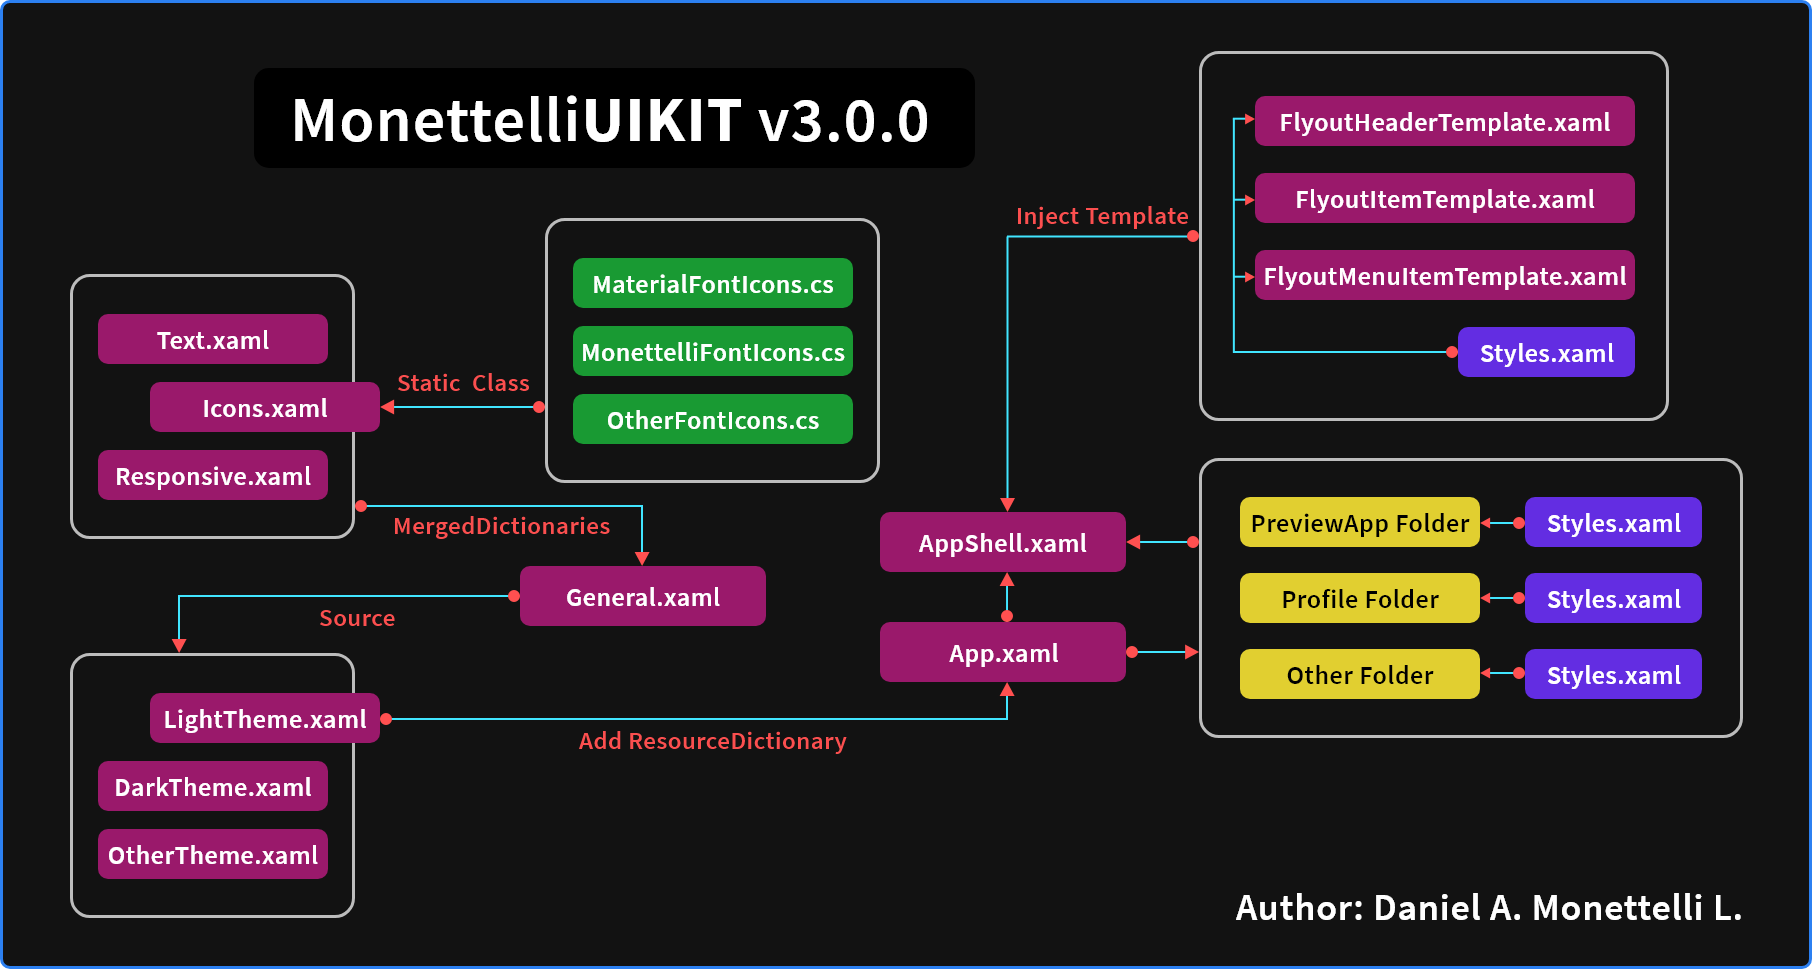 MonettelliUIKIT v3.0.0
Text.xaml
Icons.xaml
Responsive.xaml
Static Class
MaterialFontIcons.cs
MonettelliFontIcons.cs
OtherFontIcons.cs
MergedDictionaries
General.xaml
Source
LightTheme.xaml
DarkTheme.xaml
OtherTheme.xaml
Add ResourceDictionary
Inject Template
AppShell.xaml
App.xaml
FlyoutHeaderTemplate.xaml
FlyoutItemTemplate.xaml
FlyoutMenuItemTemplate.xaml
Styles.xaml
PreviewApp Folder
Styles.xaml
Profile Folder
Styles.xaml
Other Folder
Styles.xaml
Author: Daniel A. Monettelli L.